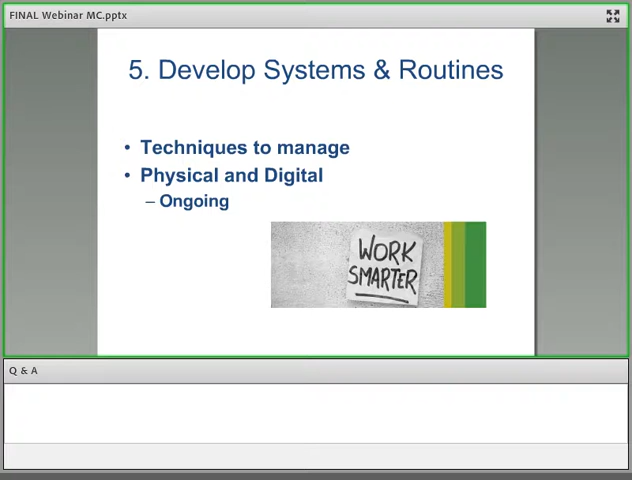 FINAL Webinar MC.pptx
5. Develop Systems & Routines
• Techniques to manage
• Physical and Digital
– Ongoing
WORK
SMARTER
Q & A